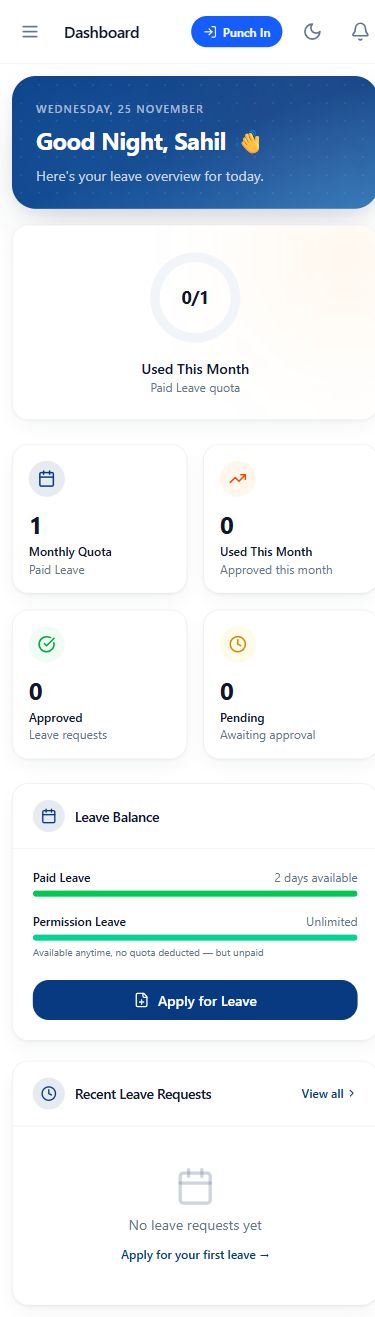 Dashboard
Punch In
WEDNESDAY, 25 NOVEMBER
Good Night, Sahil 👋
Here's your leave overview for today.
0/1
Used This Month
Paid Leave quota
1
Monthly Quota
Paid Leave
0
Used This Month
Approved this month
0
Approved
Leave requests
0
Pending
Awaiting approval
Leave Balance
Paid Leave 2 days available
Permission Leave Unlimited
Available anytime, no quota deducted — but unpaid
Apply for Leave
Recent Leave Requests View all >
No leave requests yet
Apply for your first leave →